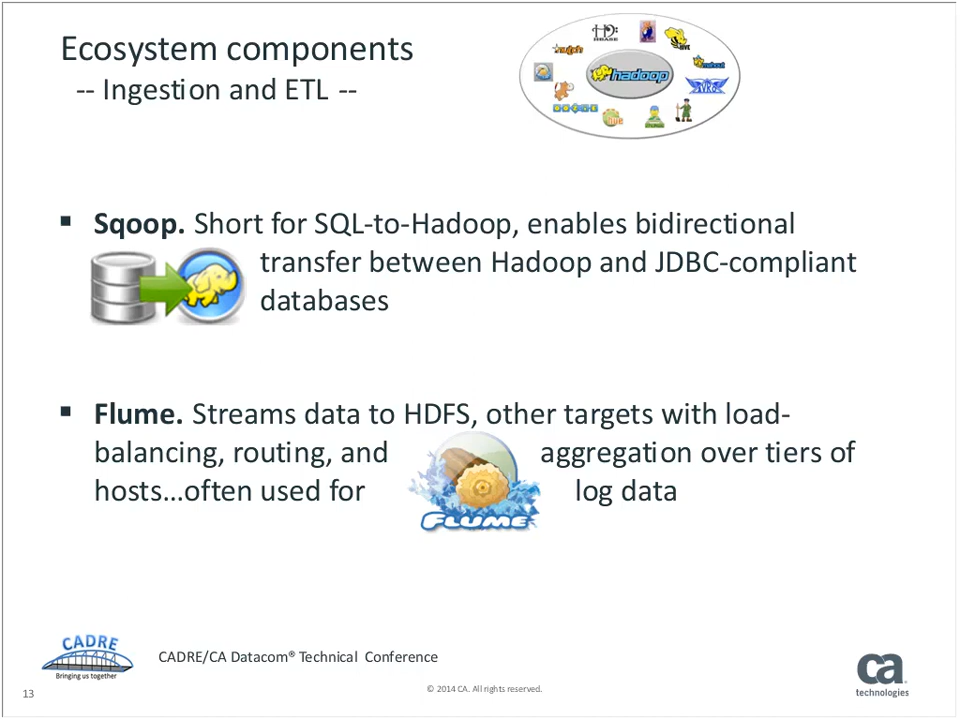 Ecosystem components
-- Ingestion and ETL --
hadoop
▪ Sqoop. Short for SQL-to-Hadoop, enables bidirectional
transfer between Hadoop and JDBC-compliant
databases
▪ Flume. Streams data to HDFS, other targets with load-
balancing, routing, and aggregation over tiers of
hosts…often used for log data
FLUME
CADRE
Bringing us together
CADRE/CA Datacom® Technical Conference
ca
technologies
13
© 2014 CA. All rights reserved.